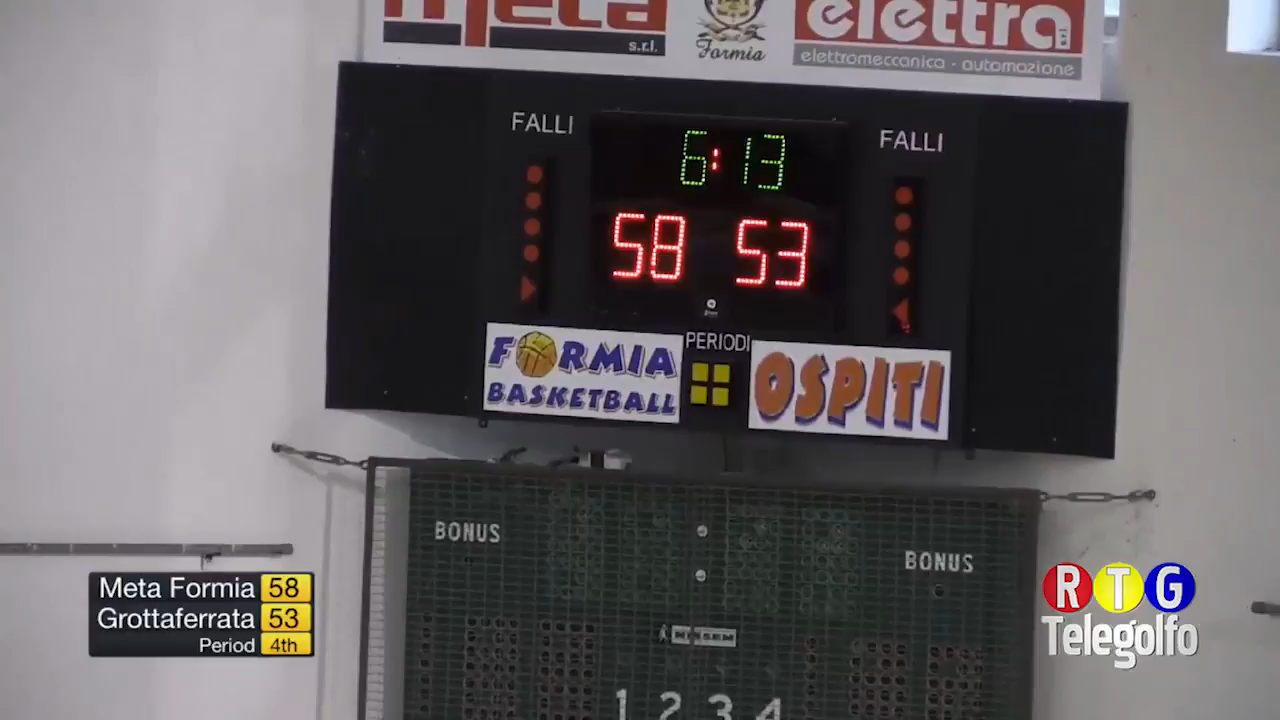 meta
s.r.l.
Formia
elettra
elettromeccanica - automazione
FALLI
FALLI
6:13
58
53
FORMIA
BASKETBALL
PERIODI
OSPITI
BONUS
BONUS
1 2 3 4
Meta Formia 58
Grottaferrata 53
Period 4th
RTG
Telegolfo